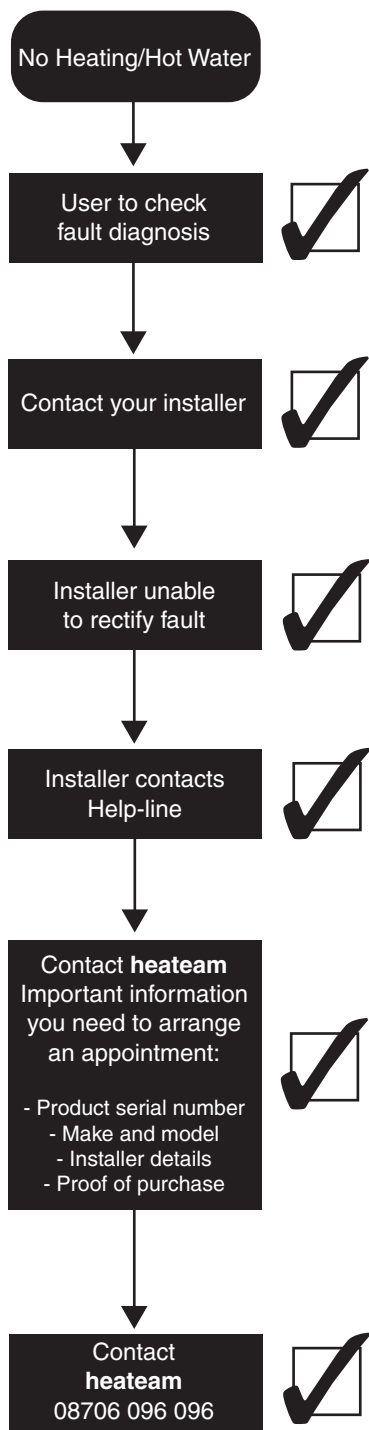 No Heating/Hot Water
User to check
fault diagnosis
Contact your installer
Installer unable
to rectify fault
Installer contacts
Help-line
Contact heateam
Important information
you need to arrange
an appointment:
- Product serial number
- Make and model
- Installer details
- Proof of purchase
Contact
heateam
08706 096 096